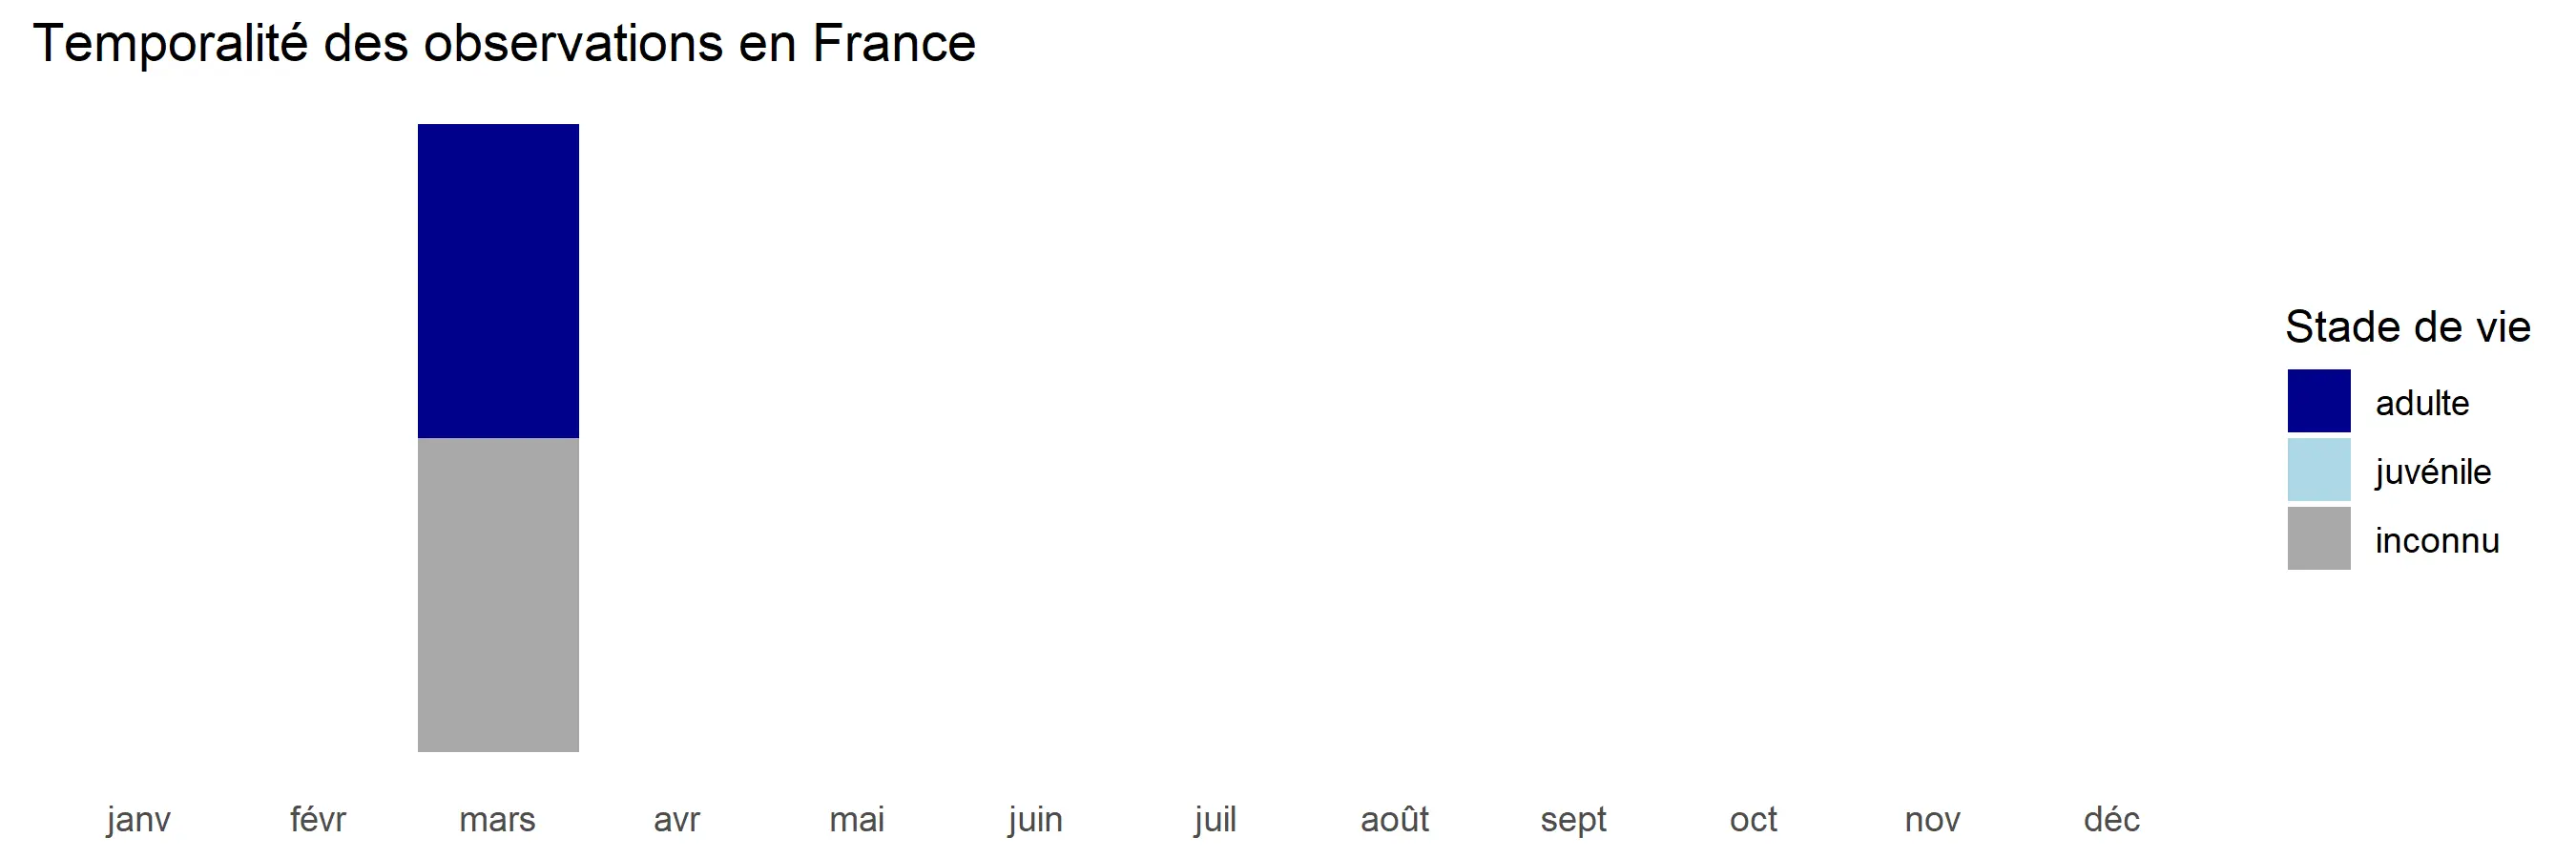 Temporalité des observations en France
Stade de vie
adulte
juvénile
inconnu
janv févr mars avr mai juin juil août sept oct nov déc